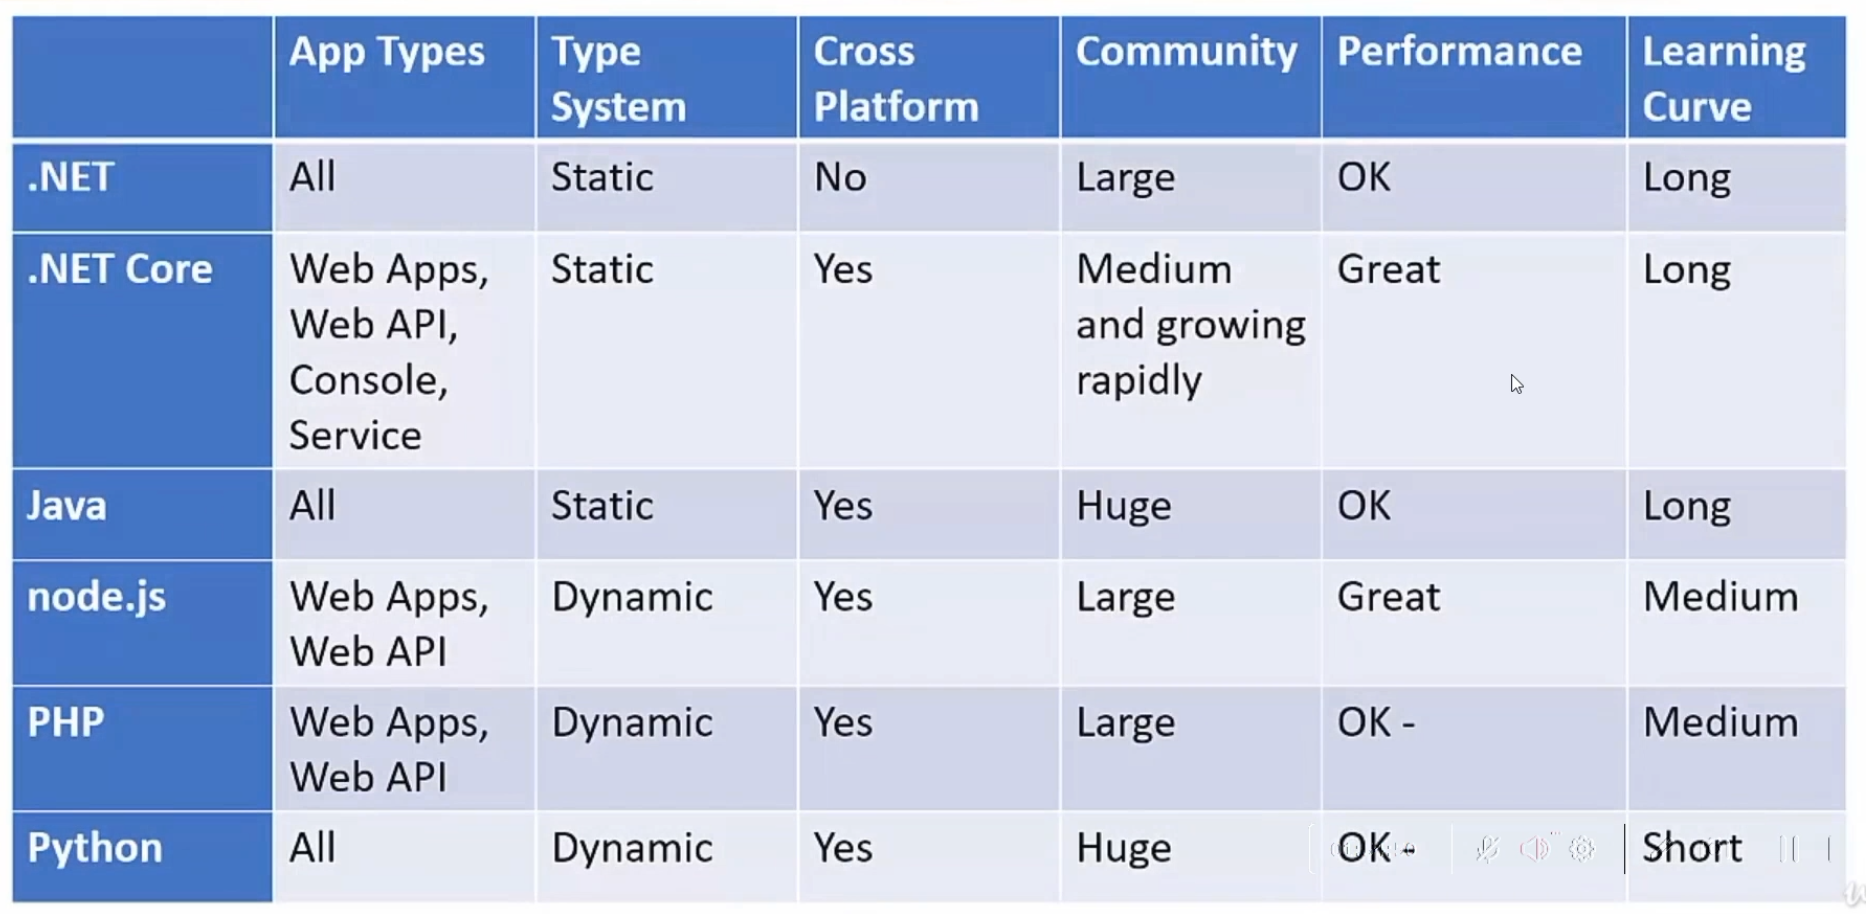 App Types
Type
System
Cross
Platform
Community
Performance
Learning
Curve
.NET
All
Static
No
Large
OK
Long
.NET Core
Web Apps,
Web API,
Console,
Service
Static
Yes
Medium
and growing
rapidly
Great
Long
Java
All
Static
Yes
Huge
OK
Long
node.js
Web Apps,
Web API
Dynamic
Yes
Large
Great
Medium
PHP
Web Apps,
Web API
Dynamic
Yes
Large
OK -
Medium
Python
All
Dynamic
Yes
Huge
OK -
Short